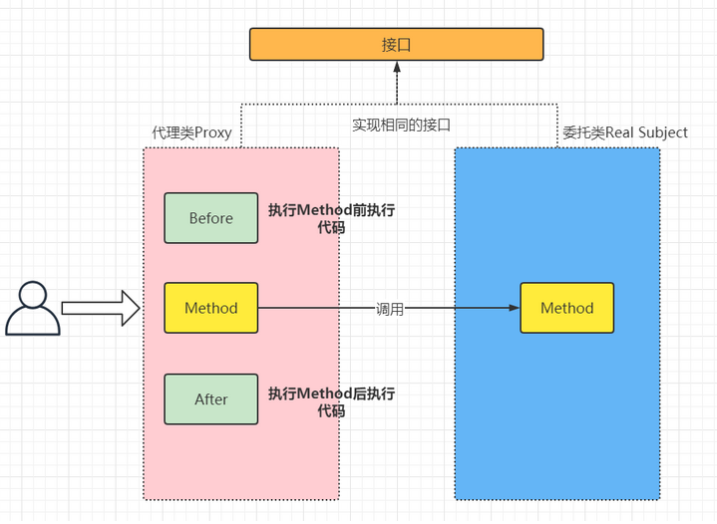 接口
实现相同的接口
代理类Proxy
委托类Real Subject
Before
执行Method前执行
代码
Method
调用
Method
After
执行Method后执行
代码